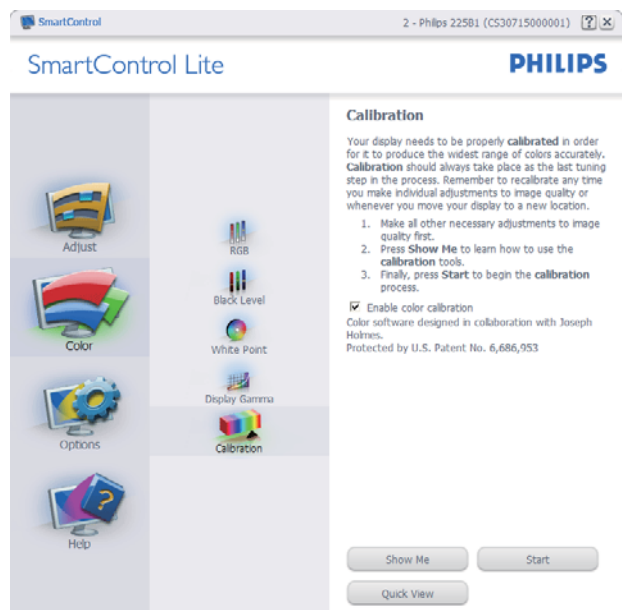 SmartControl
2 - Philips 225B1 (CS30715000001)
?
SmartControl Lite
PHILIPS
Adjust
Color
Options
Help
RGB
Black Level
White Point
Display Gamma
Calibration
Calibration
Your display needs to be properly calibrated in order
for it to produce the widest range of colors accurately.
Calibration should always take place as the last tuning
step in the process. Remember to recalibrate any time
you make individual adjustments to image quality or
whenever you move your display to a new location.
1. Make all other necessary adjustments to image
quality first.
2. Press Show Me to learn how to use the
calibration tools.
3. Finally, press Start to begin the calibration
process.
Enable color calibration
Color software designed in collaboration with Joseph
Holmes.
Protected by U.S. Patent No. 6,686,953
Show Me
Start
Quick View